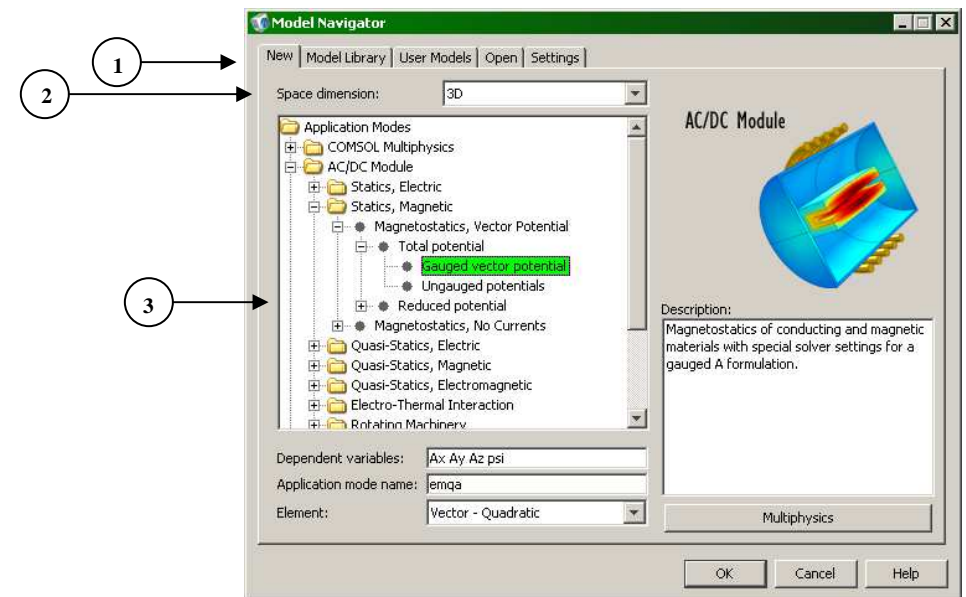 Model Navigator
1
New Model Library User Models Open Settings
2
Space dimension: 3D
AC/DC Module
Application Modes
COMSOL Multiphysics
AC/DC Module
Statics, Electric
Statics, Magnetic
Magnetostatics, Vector Potential
Total potential
Gauged vector potential
Ungauged potentials
3
Reduced potential
Magnetostatics, No Currents
Quasi-Statics, Electric
Quasi-Statics, Magnetic
Quasi-Statics, Electromagnetic
Electro-Thermal Interaction
Rotating Machinery
Description:
Magnetostatics of conducting and magnetic
materials with special solver settings for a
gauged A formulation.
Dependent variables: Ax Ay Az psi
Application mode name: emqa
Element: Vector - Quadratic
Multiphysics
OK Cancel Help